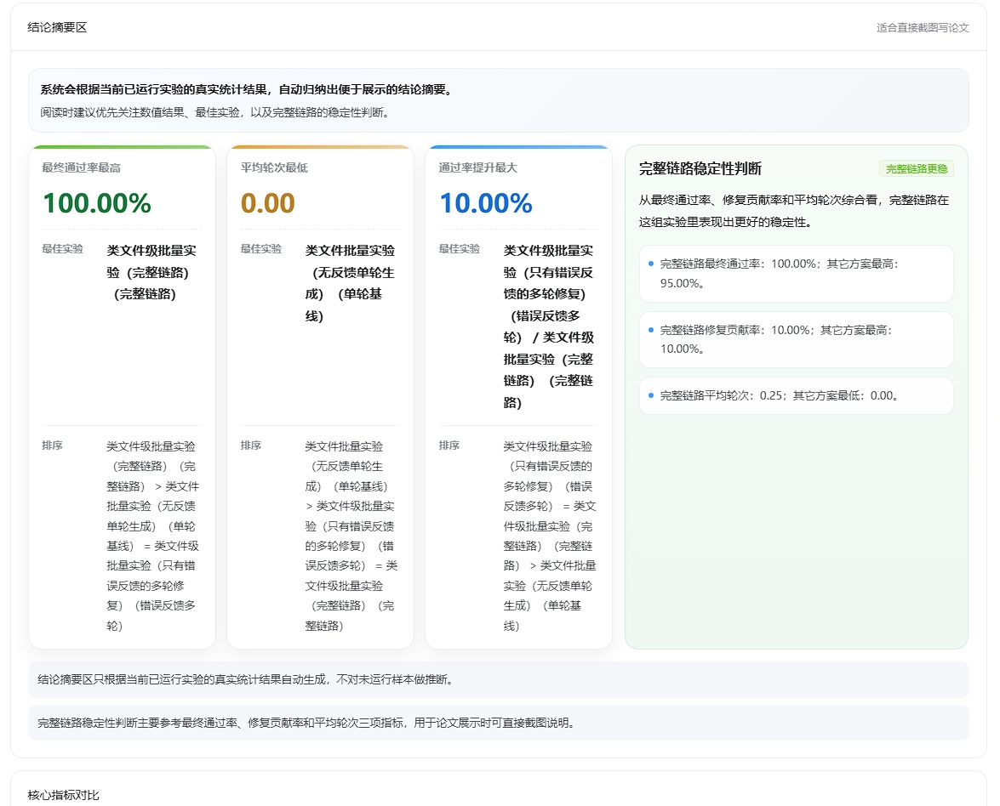 结论摘要区
适合直接截图写论文
系统会根据当前已运行实验的真实统计结果，自动归纳出便于展示的结论摘要。
阅读时建议优先关注数值结果、最佳实验，以及完整链路的稳定性判断。
最终通过率最高
100.00%
最佳实验
类文件级批量实
验（完整链路）
（完整链路）
排序
类文件级批量实验
（完整链路）（完
整链路） > 类文件
批量实验（无反馈
单轮生成）（单轮
基线） = 类文件级
批量实验（只有错
误反馈的多轮修
复）（错误反馈多
轮）
平均轮次最低
0.00
最佳实验
类文件批量实验
（无反馈单轮生
成）（单轮基
线）
排序
类文件批量实验
（无反馈单轮生
成）（单轮基线）
> 类文件级批量实
验（只有错误反馈
的多轮修复）（错
误反馈多轮） = 类
文件级批量实验
（完整链路）（完
整链路）
通过率提升最大
10.00%
最佳实验
类文件级批量实
验（只有错误反
馈的多轮修复）
（错误反馈多
轮） / 类文件级
批量实验（完整
链路）（完整链
路）
排序
类文件级批量实验
（只有错误反馈的
多轮修复）（错误
反馈多轮） = 类文
件级批量实验（完
整链路）（完整链
路） > 类文件批量
实验（无反馈单轮
生成）（单轮基
线）
完整链路稳定性判断
完整链路更稳
从最终通过率、修复贡献率和平均轮次综合看，完整链路在
这组实验里表现出更好的稳定性。
完整链路最终通过率：100.00%；其它方案最高：
95.00%。
完整链路修复贡献率：10.00%；其它方案最高：
10.00%。
完整链路平均轮次：0.25；其它方案最低：0.00。
结论摘要区只根据当前已运行实验的真实统计结果自动生成，不对未运行样本做推断。
完整链路稳定性判断主要参考最终通过率、修复贡献率和平均轮次三项指标，用于论文展示时可直接截图说明。
核心指标对比